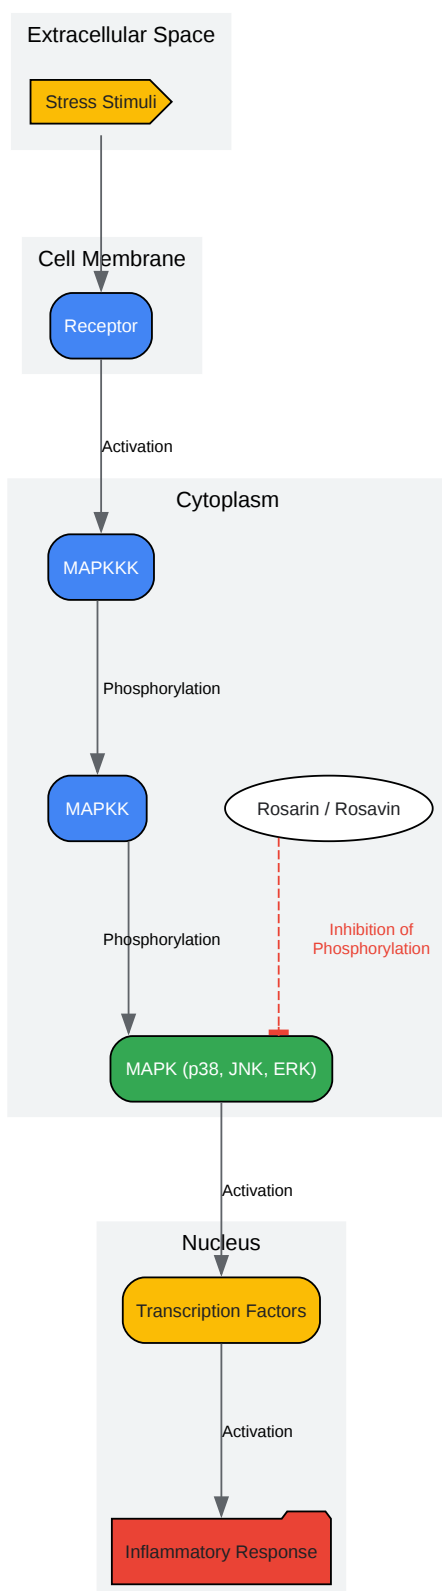 Extracellular Space
Stress Stimuli
Cell Membrane
Receptor
Activation
Cytoplasm
MAPKKK
Phosphorylation
MAPKK
Rosarin / Rosavin
Phosphorylation
Inhibition of
Phosphorylation
MAPK (p38, JNK, ERK)
Activation
Nucleus
Transcription Factors
Activation
Inflammatory Response